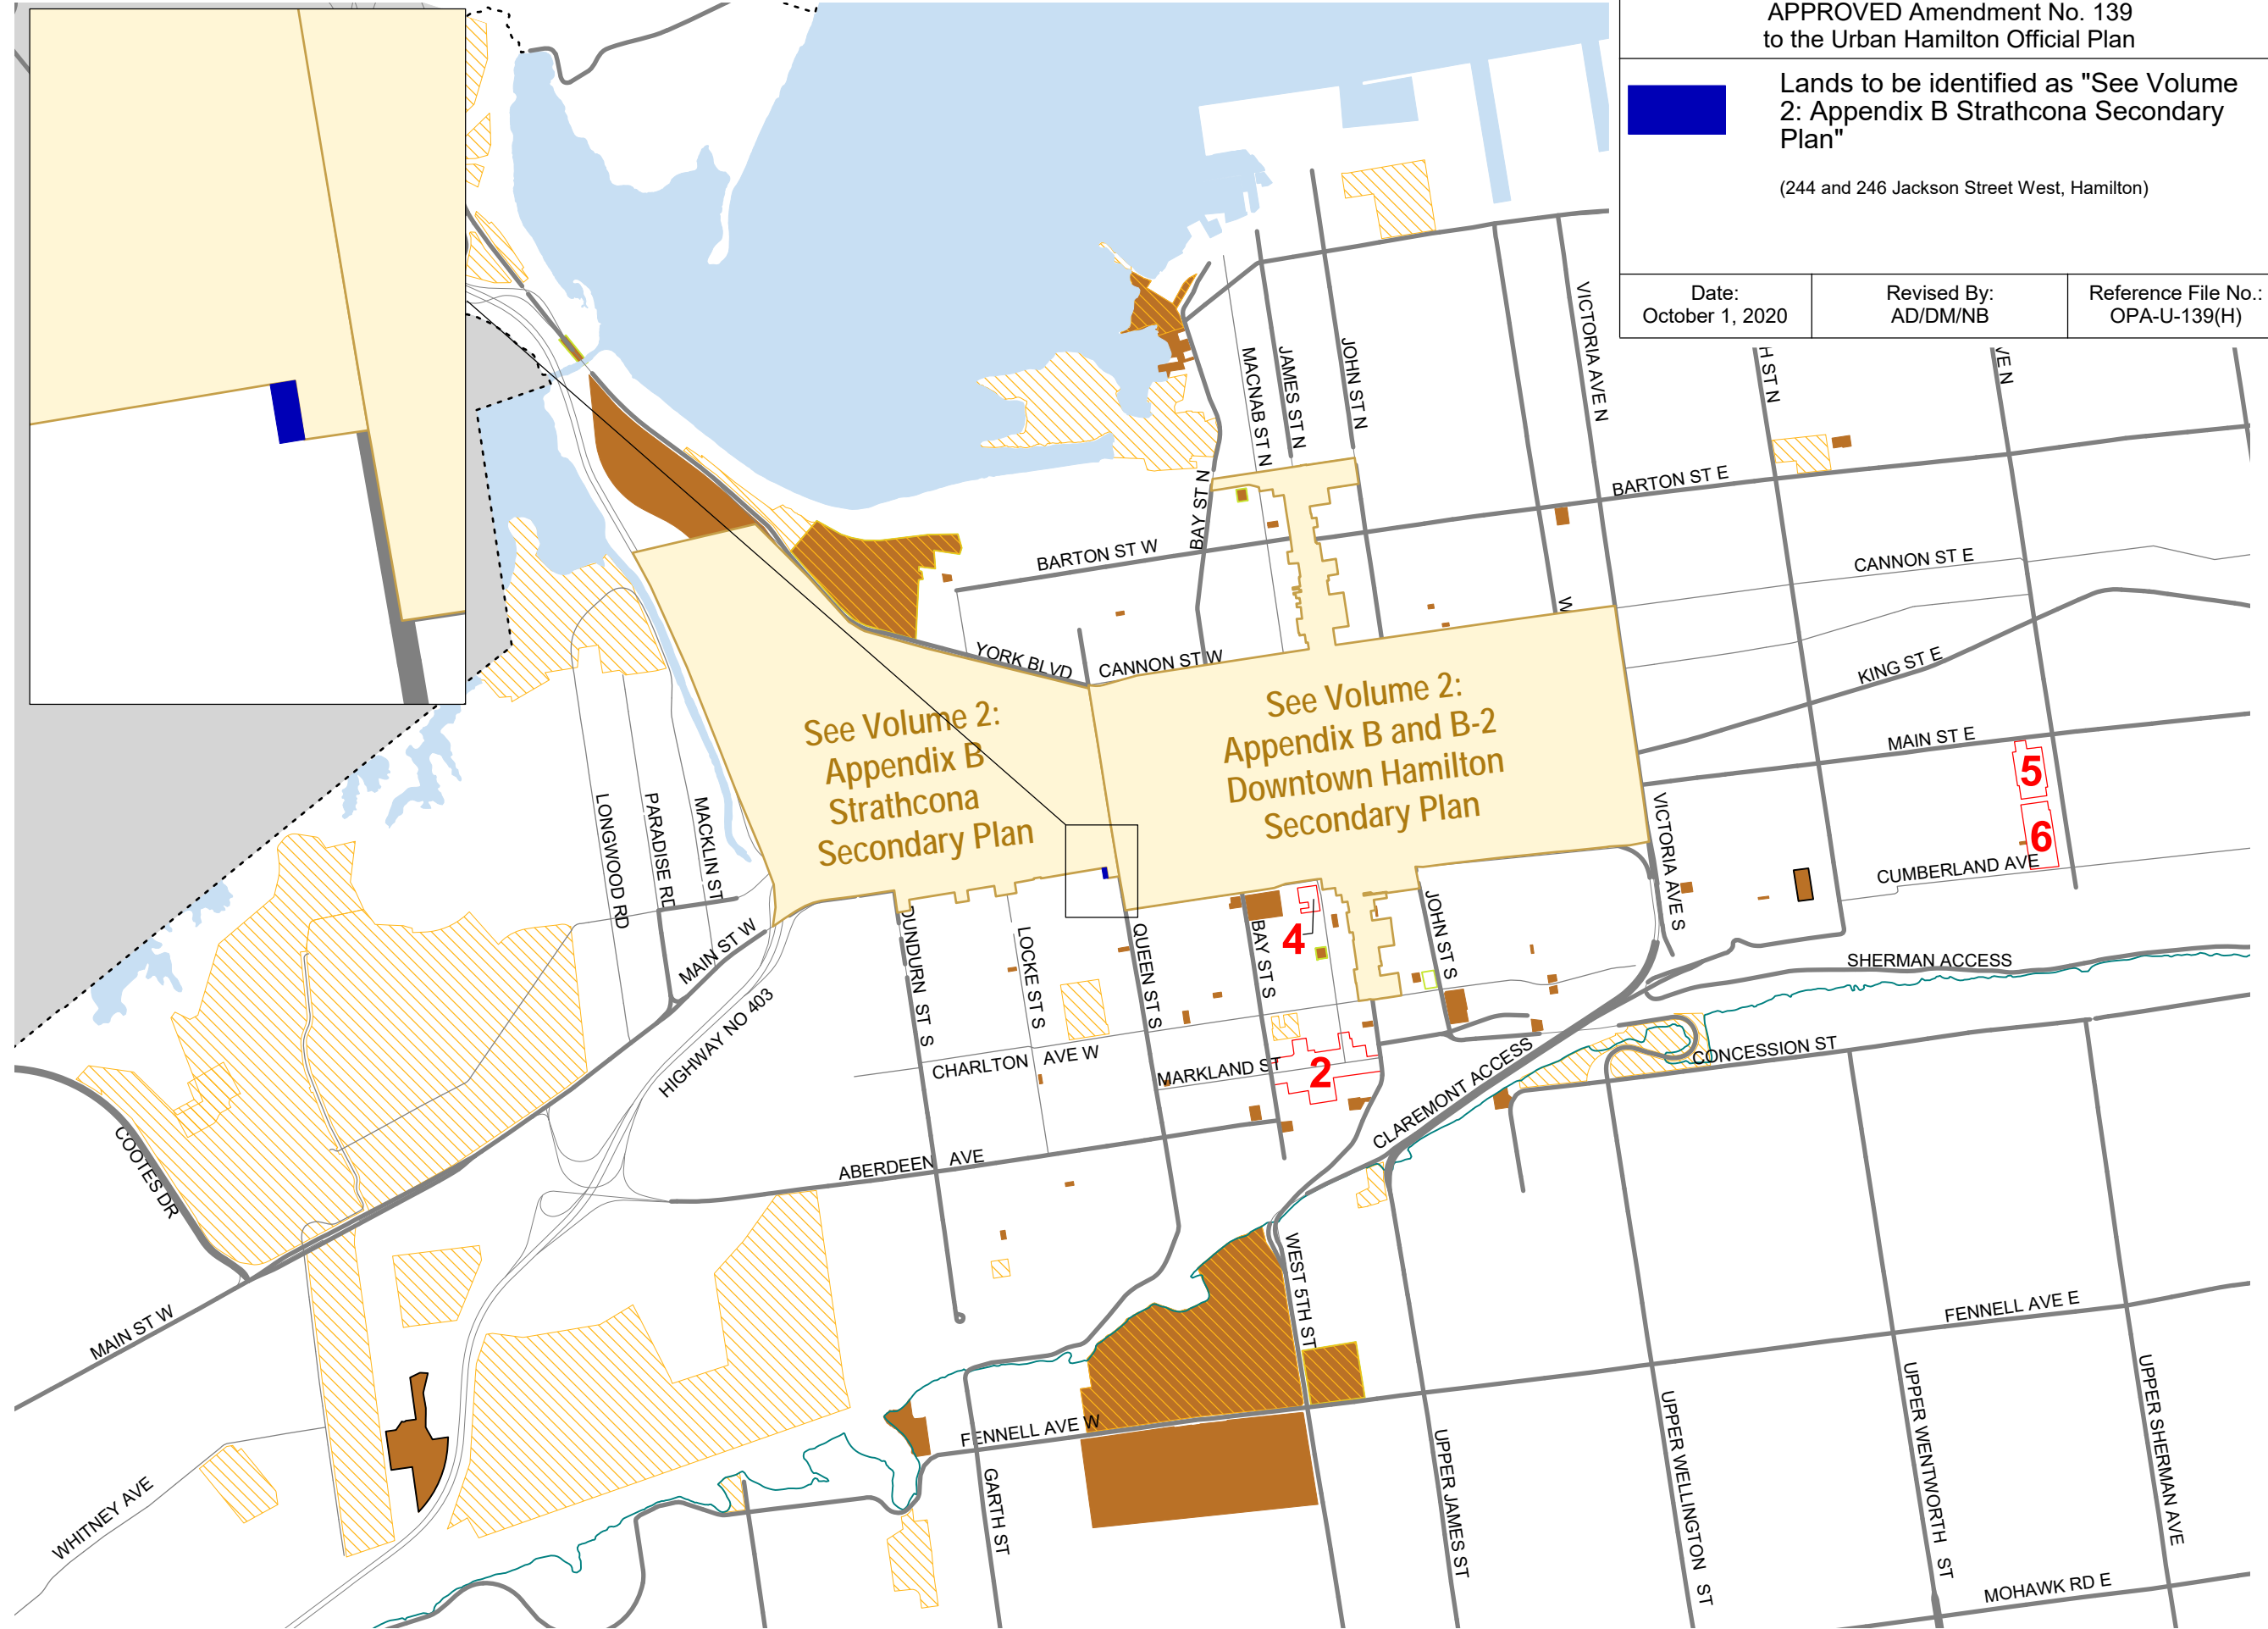 APPROVED Amendment No. 139
to the Urban Hamilton Official Plan
Lands to be identified as "See Volume
2: Appendix B Strathcona Secondary
Plan"
(244 and 246 Jackson Street West, Hamilton)
Date:
October 1, 2020
Revised By:
AD/DM/NB
Reference File No.:
OPA-U-139(H)
VICTORIA AVE N
JOHN ST N
JAMES ST N
MACNAB ST N
BAY ST N
H ST N
VE N
BARTON ST E
BARTON ST W
CANNON ST E
W
YORK BLVD
CANNON ST W
KING ST E
See Volume 2:
Appendix B
Strathcona
Secondary Plan
See Volume 2:
Appendix B and B-2
Downtown Hamilton
Secondary Plan
MAIN ST E
5
6
LONGWOOD RD
PARADISE RD
MACKLIN ST
VICTORIA AVE S
CUMBERLAND AVE
MAIN ST W
DUNDURN ST S
LOCKE ST S
QUEEN ST S
BAY ST S
4
JOHN ST S
SHERMAN ACCESS
HIGHWAY NO 403
CHARLTON AVE W
MARKLAND ST
2
CLAREMONT ACCESS
CONCESSION ST
COOTES DR
ABERDEEN AVE
WEST 5TH ST
MAIN ST W
FENNELL AVE E
FENNELL AVE W
WHITNEY AVE
GARTH ST
UPPER JAMES ST
UPPER WELLINGTON ST
UPPER WENTWORTH ST
UPPER SHERMAN AVE
MOHAWK RD E